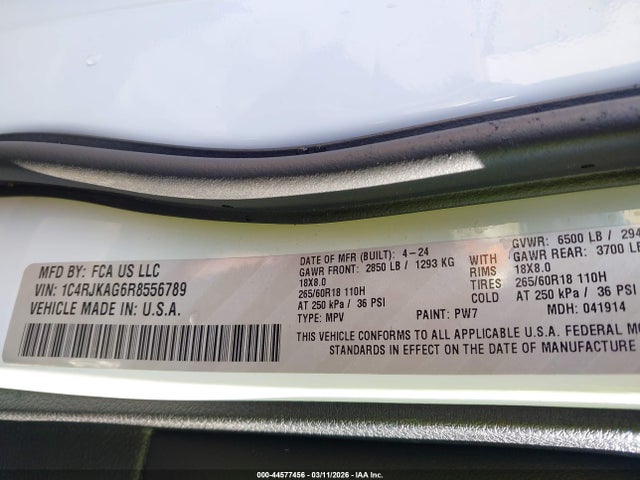 MFD BY: FCA US LLC
VIN: 1C4RJKAG6R8556789
VEHICLE MADE IN: U.S.A.
DATE OF MFR (BUILT): 4-24
GAWR FRONT: 2850 LB / 1293 KG
18X8.0
265/60R18 110H
AT 250 kPa / 36 PSI
TYPE: MPV
PAINT: PW7
WITH
RIMS
TIRES
COLD
GVWR: 6500 LB / 294
GAWR REAR: 3700 LB
18X8.0
265/60R18 110H
AT 250 kPa / 36 PSI
MDH: 041914
THIS VEHICLE CONFORMS TO ALL APPLICABLE U.S.A. FEDERAL MO
STANDARDS IN EFFECT ON THE DATE OF MANUFACTURE
000-44577456 - 03/11/2026 - IAA Inc.